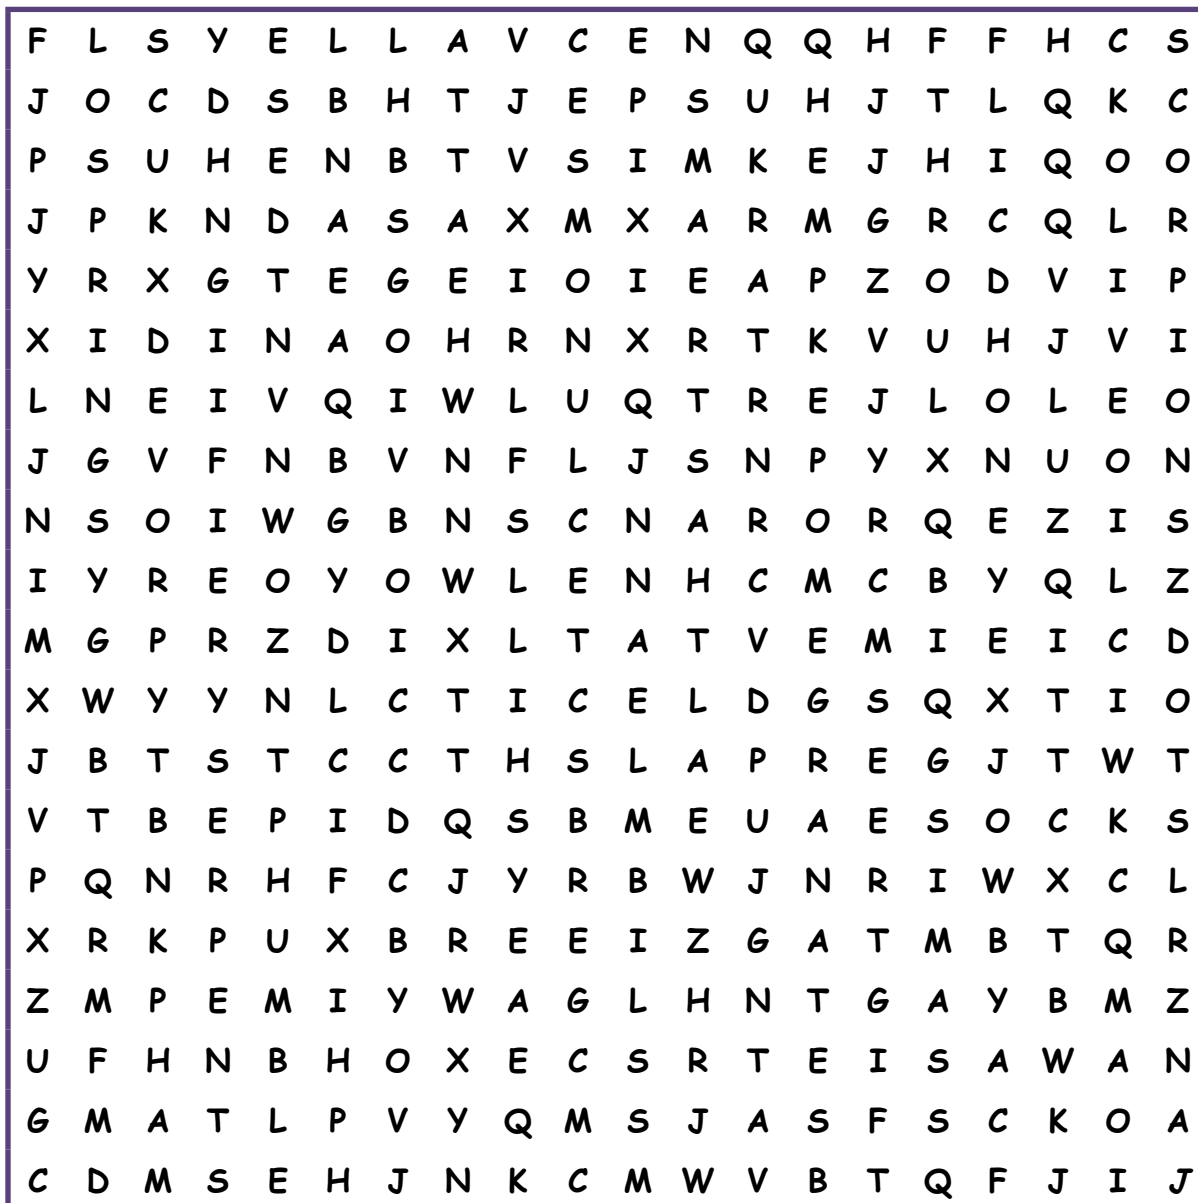 F L S Y E L L A V C E N Q Q H F F H C S
J O C D S B H T J E P S U H J T L Q K C
P S U H E N B T V S I M K E J H I Q O O
J P K N D A S A X M X A R M G R C Q L R
Y R X G T E G E I O I E A P Z O D V I P
X I D I N A O H R N X R T K V U H J V I
L N E I V Q I W L U Q T R E J L O L E O
J G V F N B V N F L J S N P Y X N U O N
N S O I W G B N S C N A R O R Q E Z I S
I Y R E O Y O W L E N H C M C B Y Q L Z
M G P R Z D I X L T A T V E M I E I C D
X W Y Y N L C T I C E L D G S Q X T I O
J B T S T C C T H S L A P R E G J T W T
V T B E P I D Q S B M E U A E S O C K S
P Q N R H F C J Y R B W J N R I W X C L
X R K P U X B R E E I Z G A T M B T Q R
Z M P E M I Y W A G L H N T G A Y B M Z
U F H N B H O X E C S R T E I S A W A N
G M A T L P V Y Q M S J A S F S C K O A
C D M S E H J N K C M W V B T Q F J I J